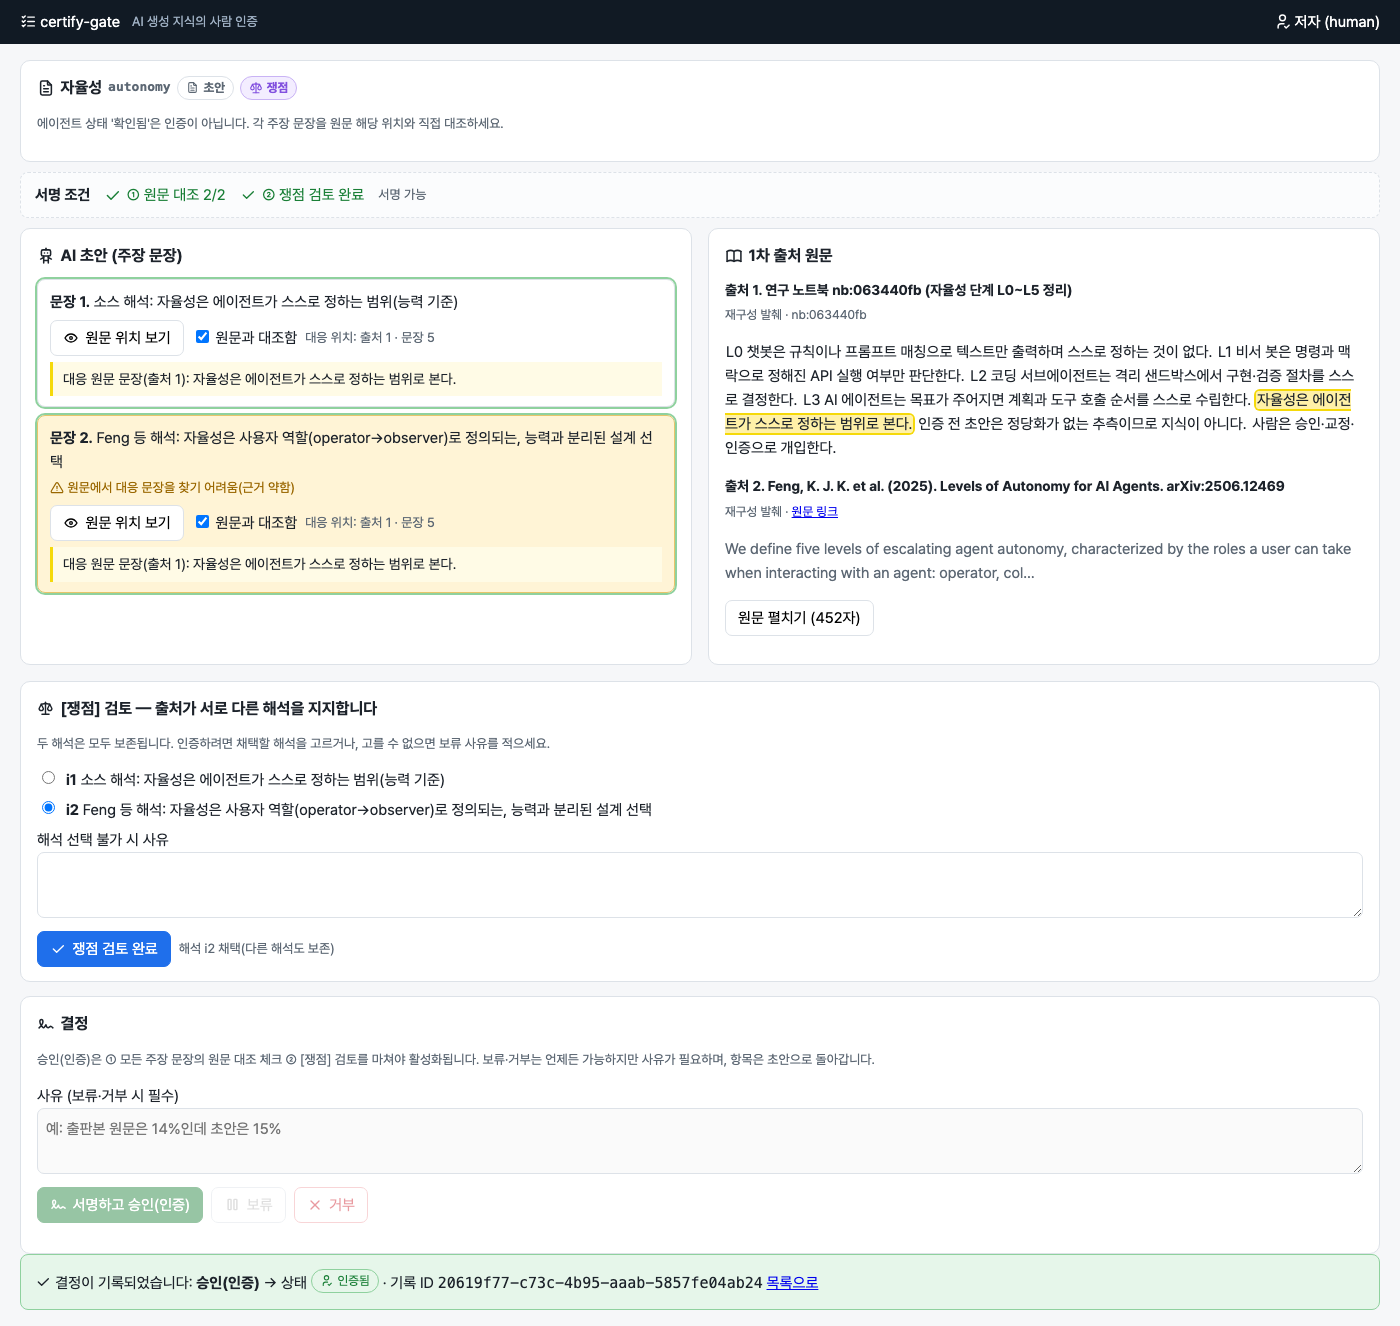 certify-gate AI 생성 지식의 사람 인증
저자 (human)
자율성 autonomy 초안 쟁점
에이전트 상태 '확인됨'은 인증이 아닙니다. 각 주장 문장을 원문 해당 위치와 직접 대조하세요.
서명 조건 ① 원문 대조 2/2 ② 쟁점 검토 완료 서명 가능
AI 초안 (주장 문장)
문장 1. 소스 해석: 자율성은 에이전트가 스스로 정하는 범위(능력 기준)
원문 위치 보기 원문과 대조함 대응 위치: 출처 1 · 문장 5
대응 원문 문장(출처 1): 자율성은 에이전트가 스스로 정하는 범위로 본다.
문장 2. Feng 등 해석: 자율성은 사용자 역할(operator→observer)로 정의되는, 능력과 분리된 설계 선
택
원문에서 대응 문장을 찾기 어려움(근거 약함)
원문 위치 보기 원문과 대조함 대응 위치: 출처 1 · 문장 5
대응 원문 문장(출처 1): 자율성은 에이전트가 스스로 정하는 범위로 본다.
1차 출처 원문
출처 1. 연구 노트북 nb:063440fb (자율성 단계 L0~L5 정리)
재구성 발췌 · nb:063440fb
L0 챗봇은 규칙이나 프롬프트 매칭으로 텍스트만 출력하며 스스로 정하는 것이 없다. L1 비서 봇은 명령과 맥
락으로 정해진 API 실행 여부만 판단한다. L2 코딩 서브에이전트는 격리 샌드박스에서 구현·검증 절차를 스스
로 결정한다. L3 AI 에이전트는 목표가 주어지면 계획과 도구 호출 순서를 스스로 수립한다. 자율성은 에이전
트가 스스로 정하는 범위로 본다. 인증 전 초안은 정당화가 없는 추측이므로 지식이 아니다. 사람은 승인·교정·
인증으로 개입한다.
출처 2. Feng, K. J. K. et al. (2025). Levels of Autonomy for AI Agents. arXiv:2506.12469
재구성 발췌 · 원문 링크
We define five levels of escalating agent autonomy, characterized by the roles a user can take
when interacting with an agent: operator, col...
원문 펼치기 (452자)
[쟁점] 검토 — 출처가 서로 다른 해석을 지지합니다
두 해석은 모두 보존됩니다. 인증하려면 채택할 해석을 고르거나, 고를 수 없으면 보류 사유를 적으세요.
i1 소스 해석: 자율성은 에이전트가 스스로 정하는 범위(능력 기준)
i2 Feng 등 해석: 자율성은 사용자 역할(operator→observer)로 정의되는, 능력과 분리된 설계 선택
해석 선택 불가 시 사유
쟁점 검토 완료 해석 i2 채택(다른 해석도 보존)
결정
승인(인증)은 ① 모든 주장 문장의 원문 대조 체크 ② [쟁점] 검토를 마쳐야 활성화됩니다. 보류·거부는 언제든 가능하지만 사유가 필요하며, 항목은 초안으로 돌아갑니다.
사유 (보류·거부 시 필수)
예: 출판본 원문은 14%인데 초안은 15%
서명하고 승인(인증) 보류 거부
결정이 기록되었습니다: 승인(인증) → 상태 인증됨 · 기록 ID 20619f77-c73c-4b95-aaab-5857fe04ab24 목록으로